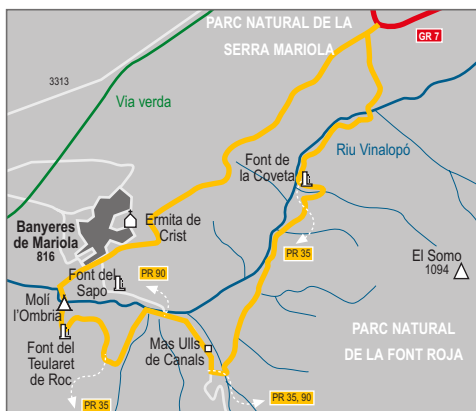 PARC NATURAL DE LA
SERRA MARIOLA
GR 7
3313
Via verda
Riu Vinalopó
Font de
la Coveta
Ermita de
Crist
Banyeres
de Mariola
816
PR 35
El Somo
1094
Font del
Sapo
PR 90
Molí
l'Ombria
PARC NATURAL
DE LA FONT ROJA
Mas Ulls
de Canals
Font del
Teularet
de Roc
PR 35
PR 35, 90